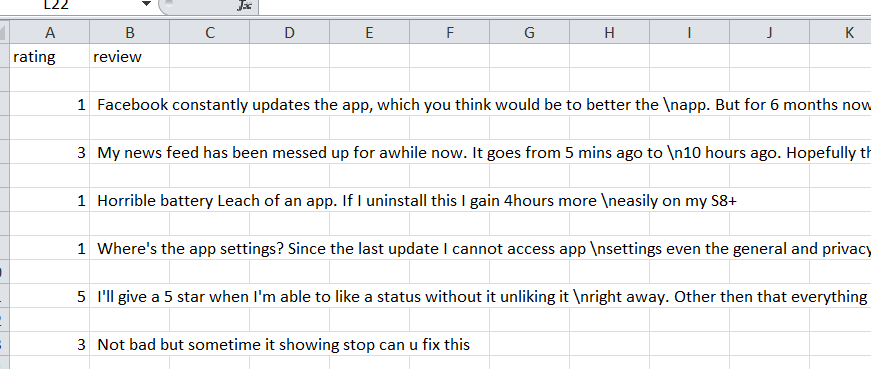 L22
A B C D E F G H I J K
rating review
1 Facebook constantly updates the app, which you think would be to better the \napp. But for 6 months now
3 My news feed has been messed up for awhile now. It goes from 5 mins ago to \n10 hours ago. Hopefully th
1 Horrible battery Leach of an app. If I uninstall this I gain 4hours more \neasily on my S8+
1 Where's the app settings? Since the last update I cannot access app \nsettings even the general and privacy
5 I'll give a 5 star when I'm able to like a status without it unliking it \nright away. Other then that everything
3 Not bad but sometime it showing stop can u fix this